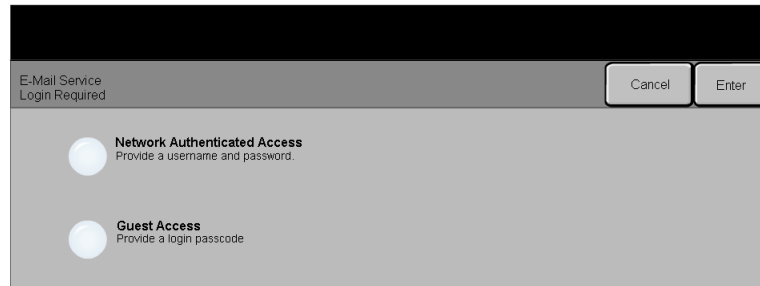 E-Mail Service
Login Required
Cancel
Enter
Network Authenticated Access
Provide a username and password.
Guest Access
Provide a login passcode